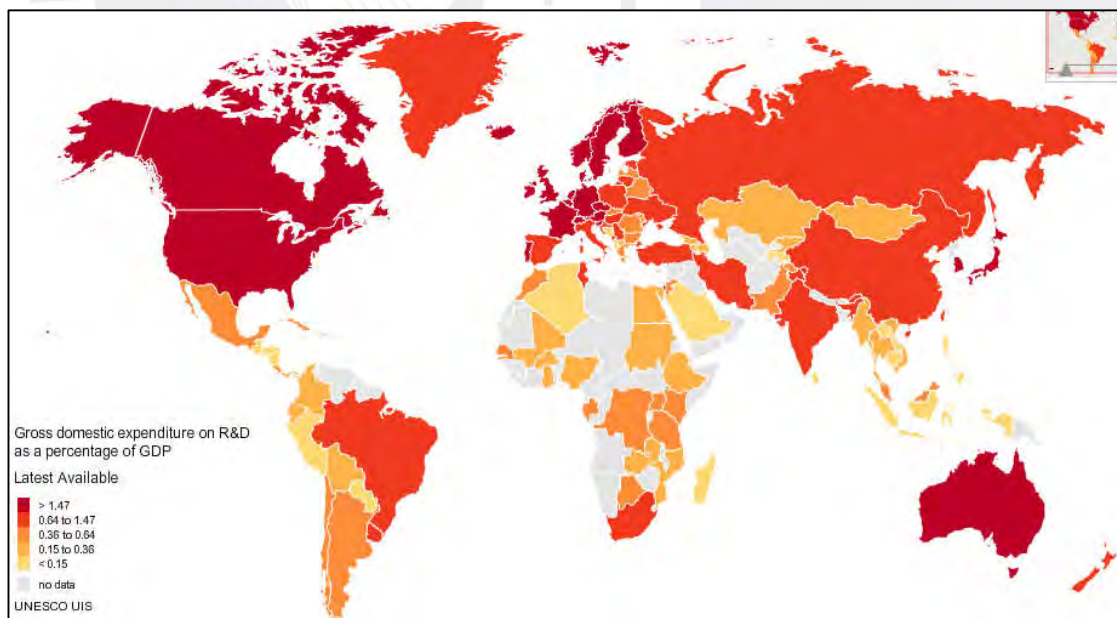 Gross domestic expenditure on R&D
as a percentage of GDP
Latest Available
> 1.47
0.64 to 1.47
0.36 to 0.64
0.15 to 0.36
< 0.15
no data
UNESCO UIS